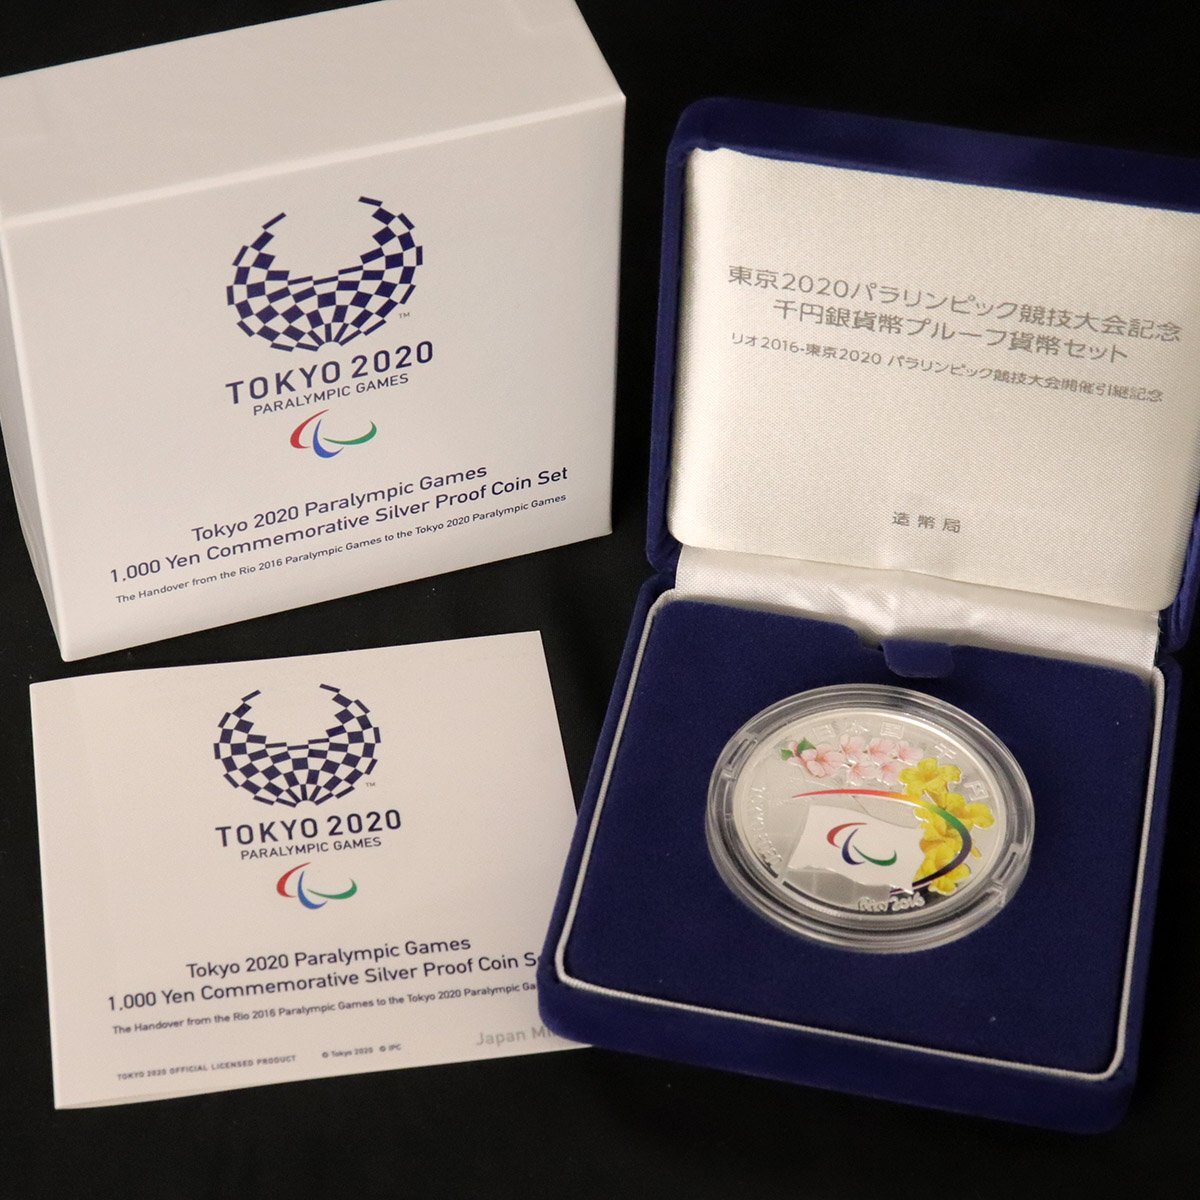 TM
TOKYO 2020
PARALYMPIC GAMES
Tokyo 2020 Paralympic Games
1,000 Yen Commemorative Silver Proof Coin Set
The Handover from the Rio 2016 Paralympic Games to the Tokyo 2020 Paralympic Games
東京2020パラリンピック競技大会記念
千円銀貨幣プルーフ貨幣セット
リオ2016-東京2020 パラリンピック競技大会開催引継記念
造幣局
TM
TOKYO 2020
PARALYMPIC GAMES
Tokyo 2020 Paralympic Games
1,000 Yen Commemorative Silver Proof Coin
The Handover from the Rio 2016 Paralympic Games to the Tokyo 2020 Paralympic
Japan
TOKYO 2020 OFFICIAL LICENSED PRODUCT © Tokyo 2020 © IPC
日本国千円
Rio 2016